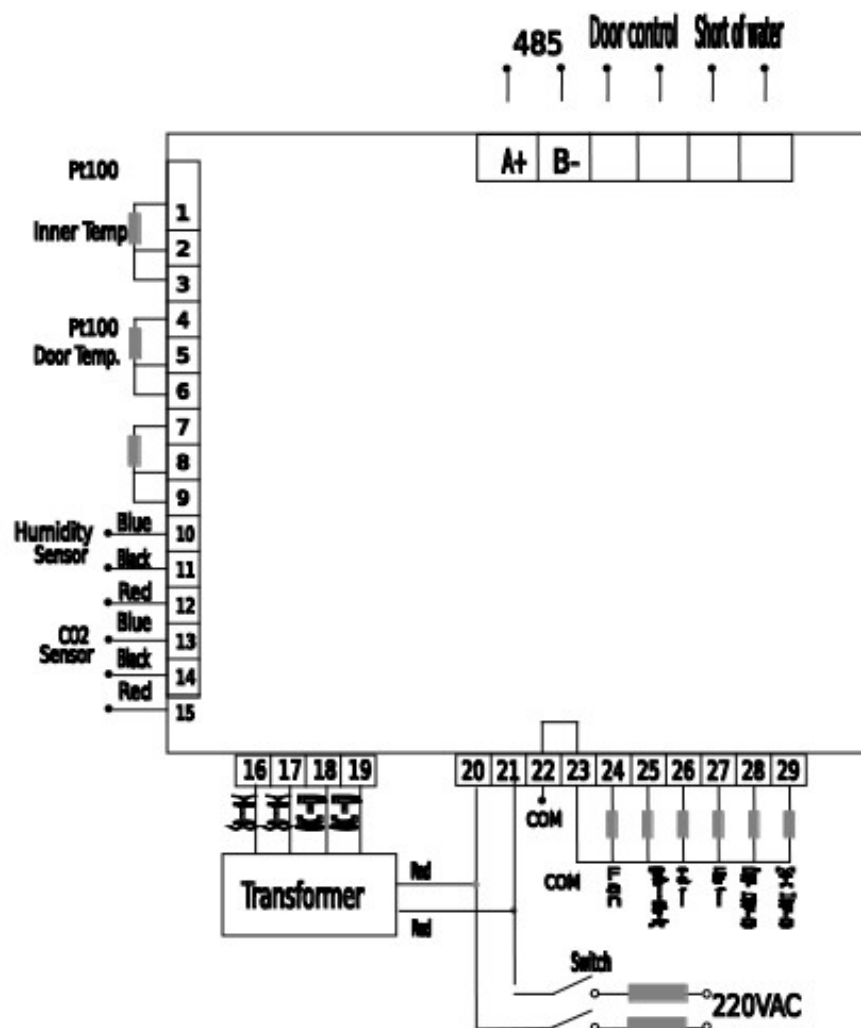 485 Door control Short of water
A+ B-
Pt100
Inner Temp
Pt100
Door Temp.
1
2
3
4
5
6
7
8
9
10
11
12
13
14
15
Humidity
Sensor
Blue
Black
Red
CO2
Sensor
Blue
Black
Red
16 17 18 19
20 21 22 23 24 25 26 27 28 29
COM
COM
Transformer
Red
Red
Switch
220VAC